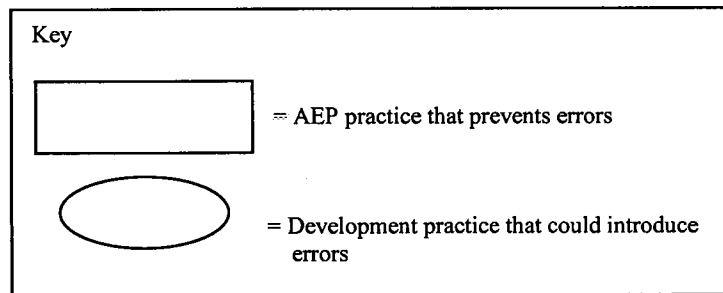 Key
= AEP practice that prevents errors
= Development practice that could introduce
errors